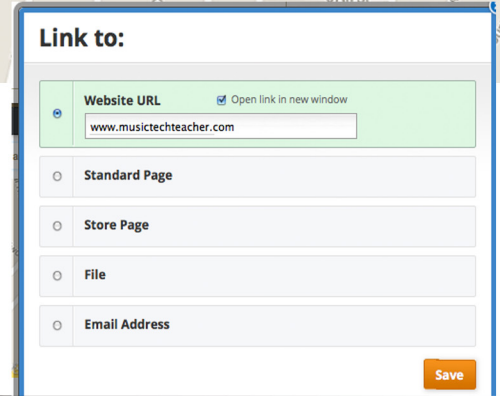 Link to:
Website URL Open link in new window
www.musictechteacher.com
Standard Page
Store Page
File
Email Address
Save